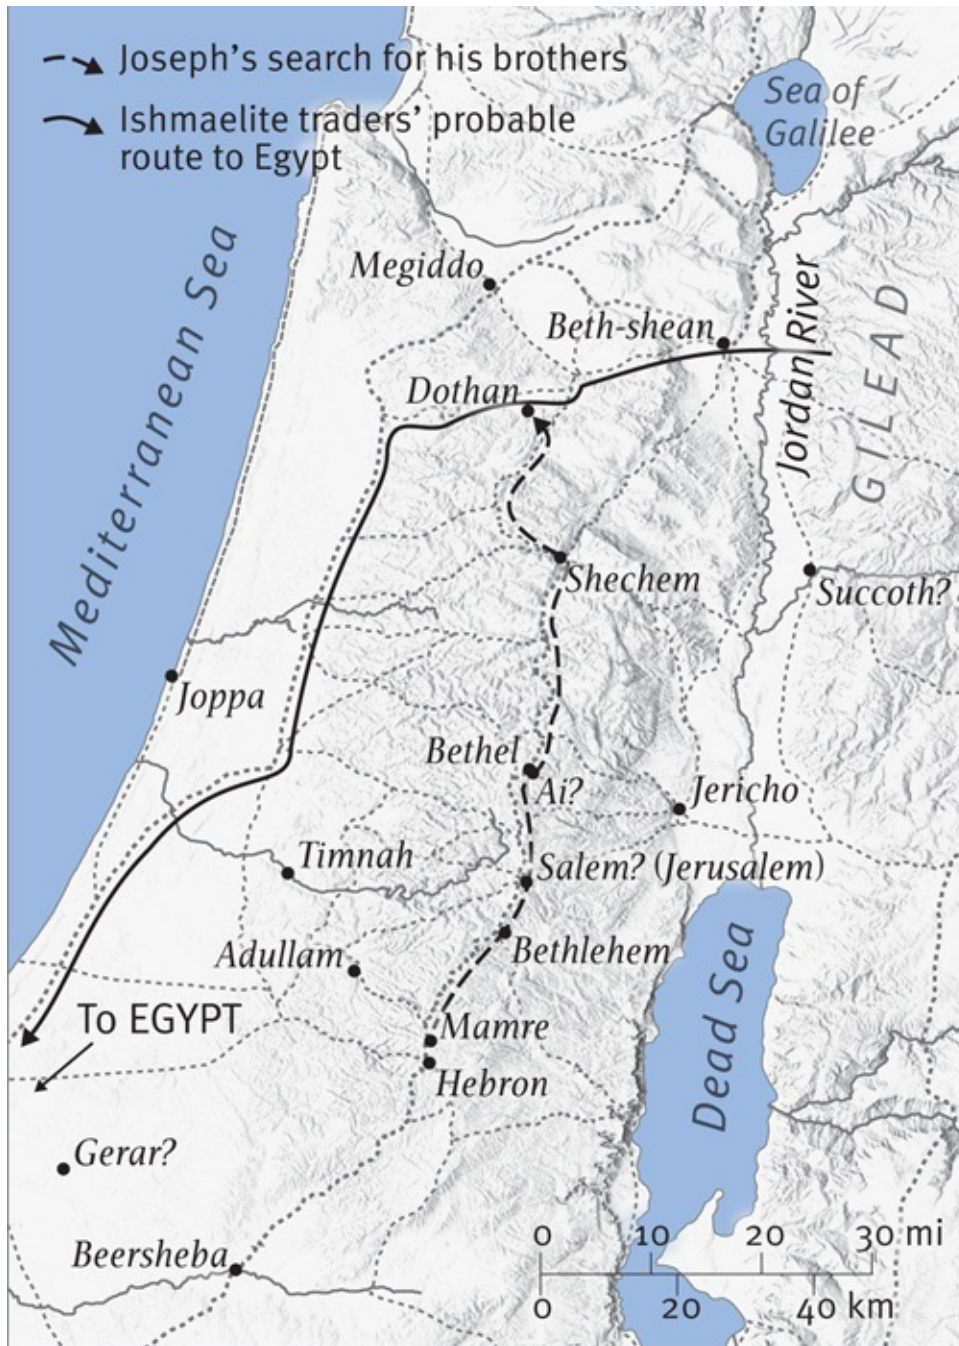 Joseph's search for his brothers
Ishmaelite traders' probable
route to Egypt
Sea of
Galilee
Mediterranean Sea
Megiddo
Beth-shean
Jordan River
GILEAD
Dothan
Shechem
Succoth?
Joppa
Bethel
Ai?
Jericho
Timnah
Salem? (Jerusalem)
Adullam
Bethlehem
To EGYPT
Mamre
Hebron
Dead Sea
Gerar?
Beersheba
0 10 20 30 mi
0 20 40 km